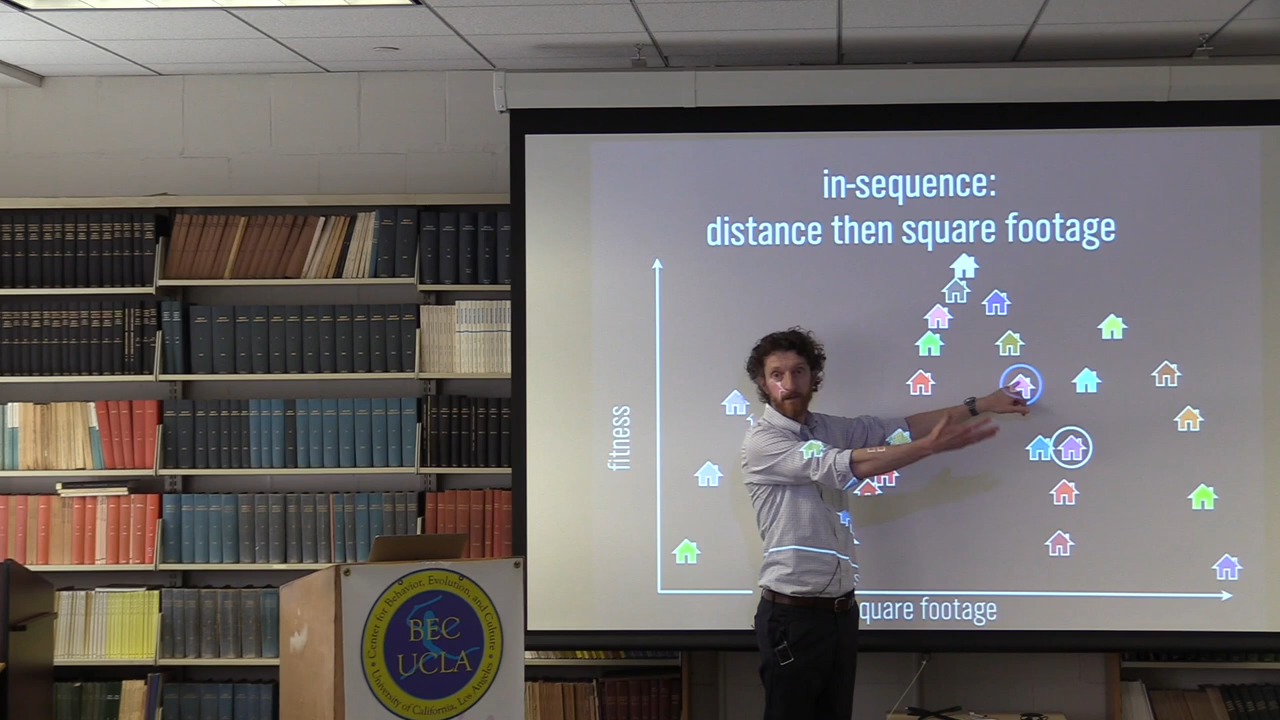 in-sequence:
distance then square footage
fitness
quare footage
Center for Behavior, Evolution, and Culture
BEC
UCLA
University of California, Los Angeles